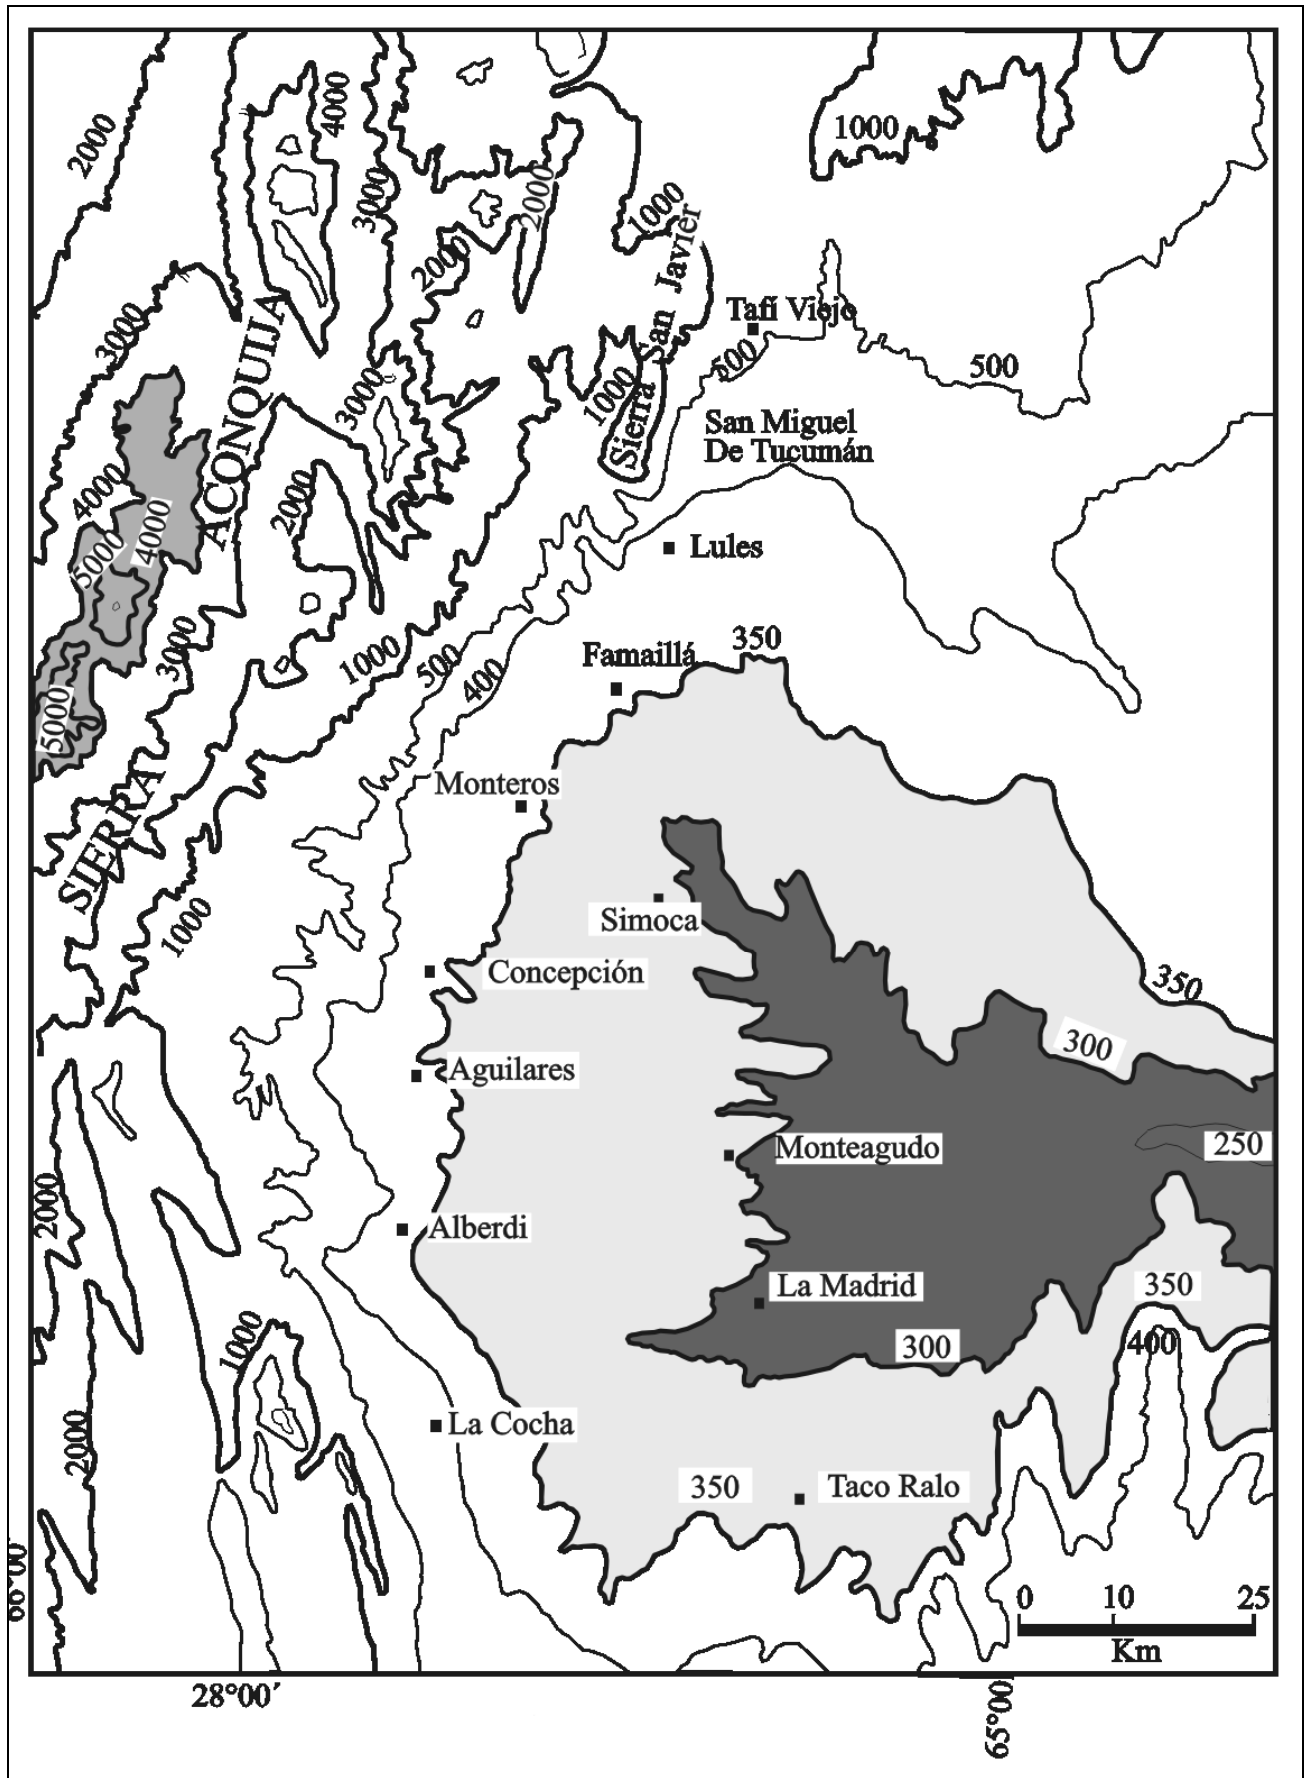 2000
4000
3000
2000
2000
1000
1000
Sierra San Javier
Tafí Viejo
500
500
3000
SIERRA ACONQUIJA
3000
1000
San Miguel
De Tucumán
4000
4000
5000
2000
Lules
3000
1000
500
400
Famaillá
350
5000
Monteros
1000
Simoca
Concepción
350
300
Aguilares
250
Monteagudo
2000
Alberdi
La Madrid
350
1000
300
400
2000
La Cocha
350
Taco Ralo
66°00'
0 10 25
Km
28°00´
65°00'